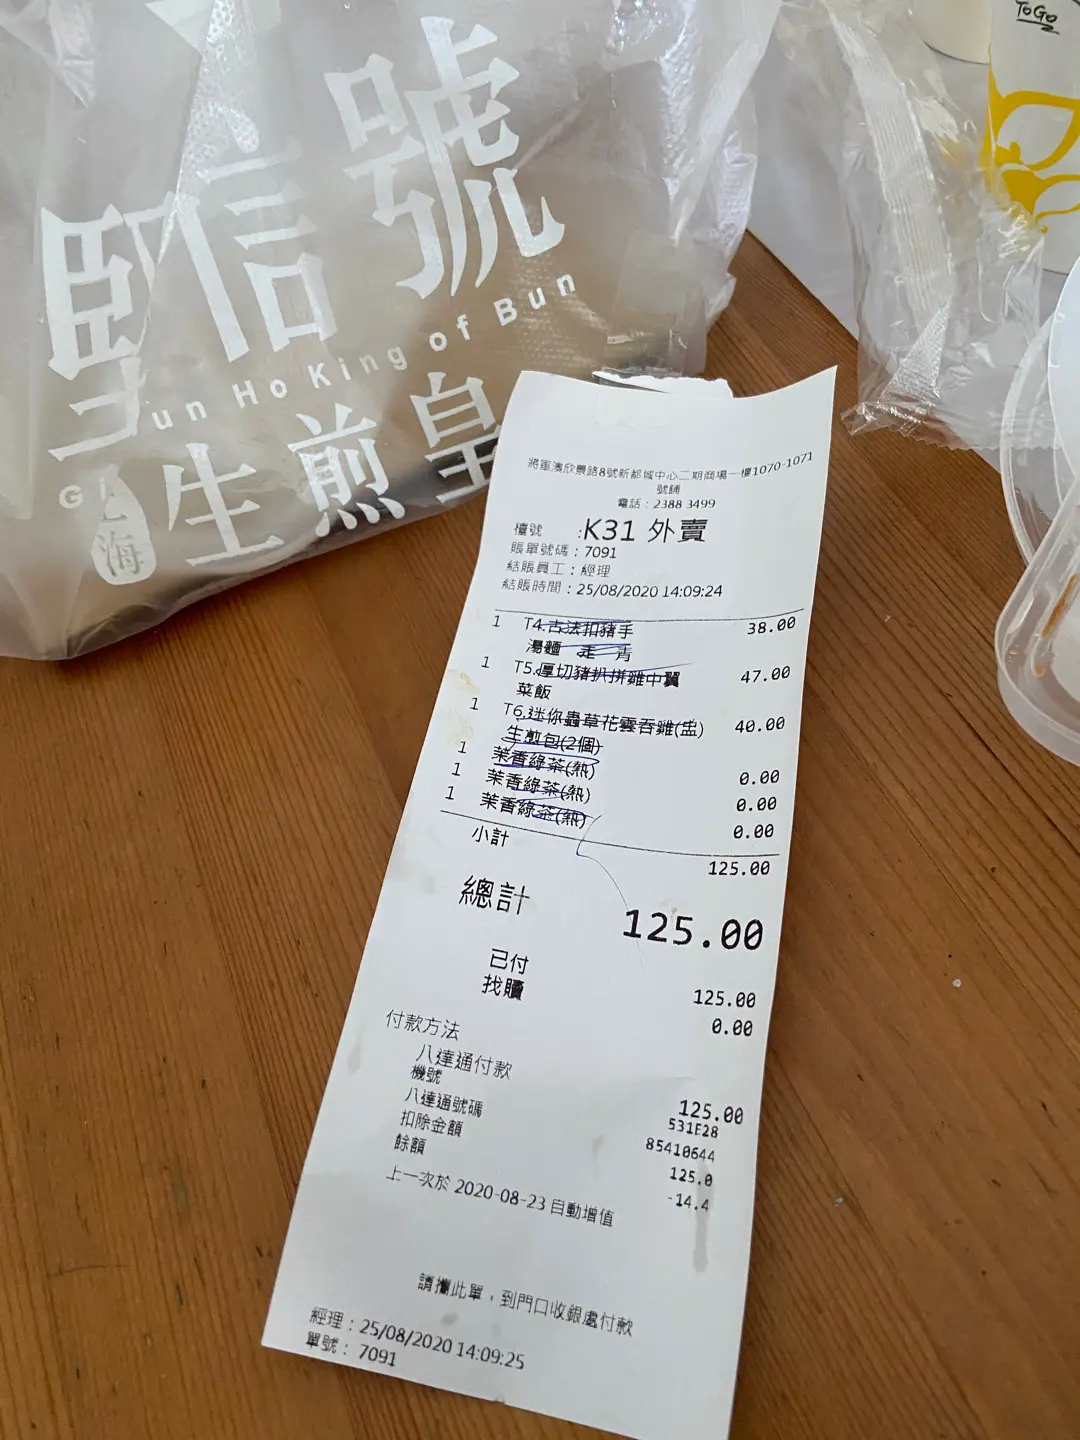 ToGo
信號
Ho King of Bun
生煎皇
海
將軍澳欣景路8號新都城中心二期商場一樓1070-1071
號舖
電話：2388 3499
檯號 :K31 外賣
賬單號碼：7091
結賬員工：經理
結賬時間：25/08/2020 14:09:24
1 T4.古法扣豬手 38.00
湯麵 走 青
1 T5.厚切豬扒拼雞中翼 47.00
菜飯
1 T6.迷你蟲草花雲吞雞(盅) 40.00
生煎包(2個)
1 茉香綠茶(熱) 0.00
1 茉香綠茶(熱) 0.00
1 茉香綠茶(熱) 0.00
小計 125.00
總計 125.00
已付 125.00
找贖 0.00
付款方法
八達通付款 125.00
機號 531E28
八達通號碼 85410644
扣除金額 125.0
餘額 -14.4
上一次於 2020-08-23 自動增值
請攜此單，到門口收銀處付款
經理：25/08/2020 14:09:25
單號：7091